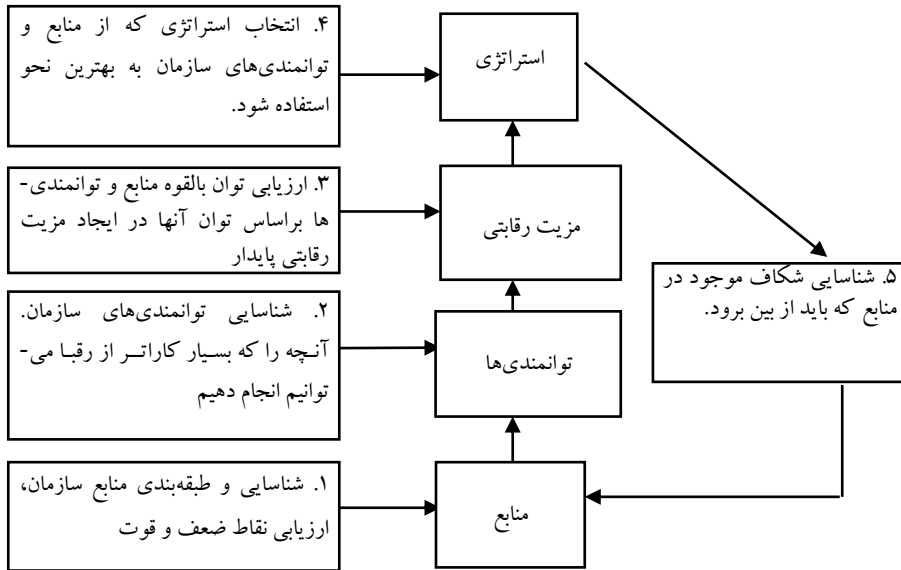 ۴. انتخاب استراتژی که از منابع و
توانمندی‌های سازمان به بهترین نحو
استفاده شود.
استراتژی
۳. ارزیابی توان بالقوه منابع و توانمندی-
ها براساس توان آنها در ایجاد مزیت
رقابتی پایدار
مزیت رقابتی
۵. شناسایی شکاف موجود در
منابع که باید از بین برود.
۲. شناسایی توانمندی‌های سازمان.
آنچه را که بسیار کاراتر از رقبا می-
توانیم انجام دهیم
توانمندی‌ها
۱. شناسایی و طبقه‌بندی منابع سازمان،
ارزیابی نقاط ضعف و قوت
منابع